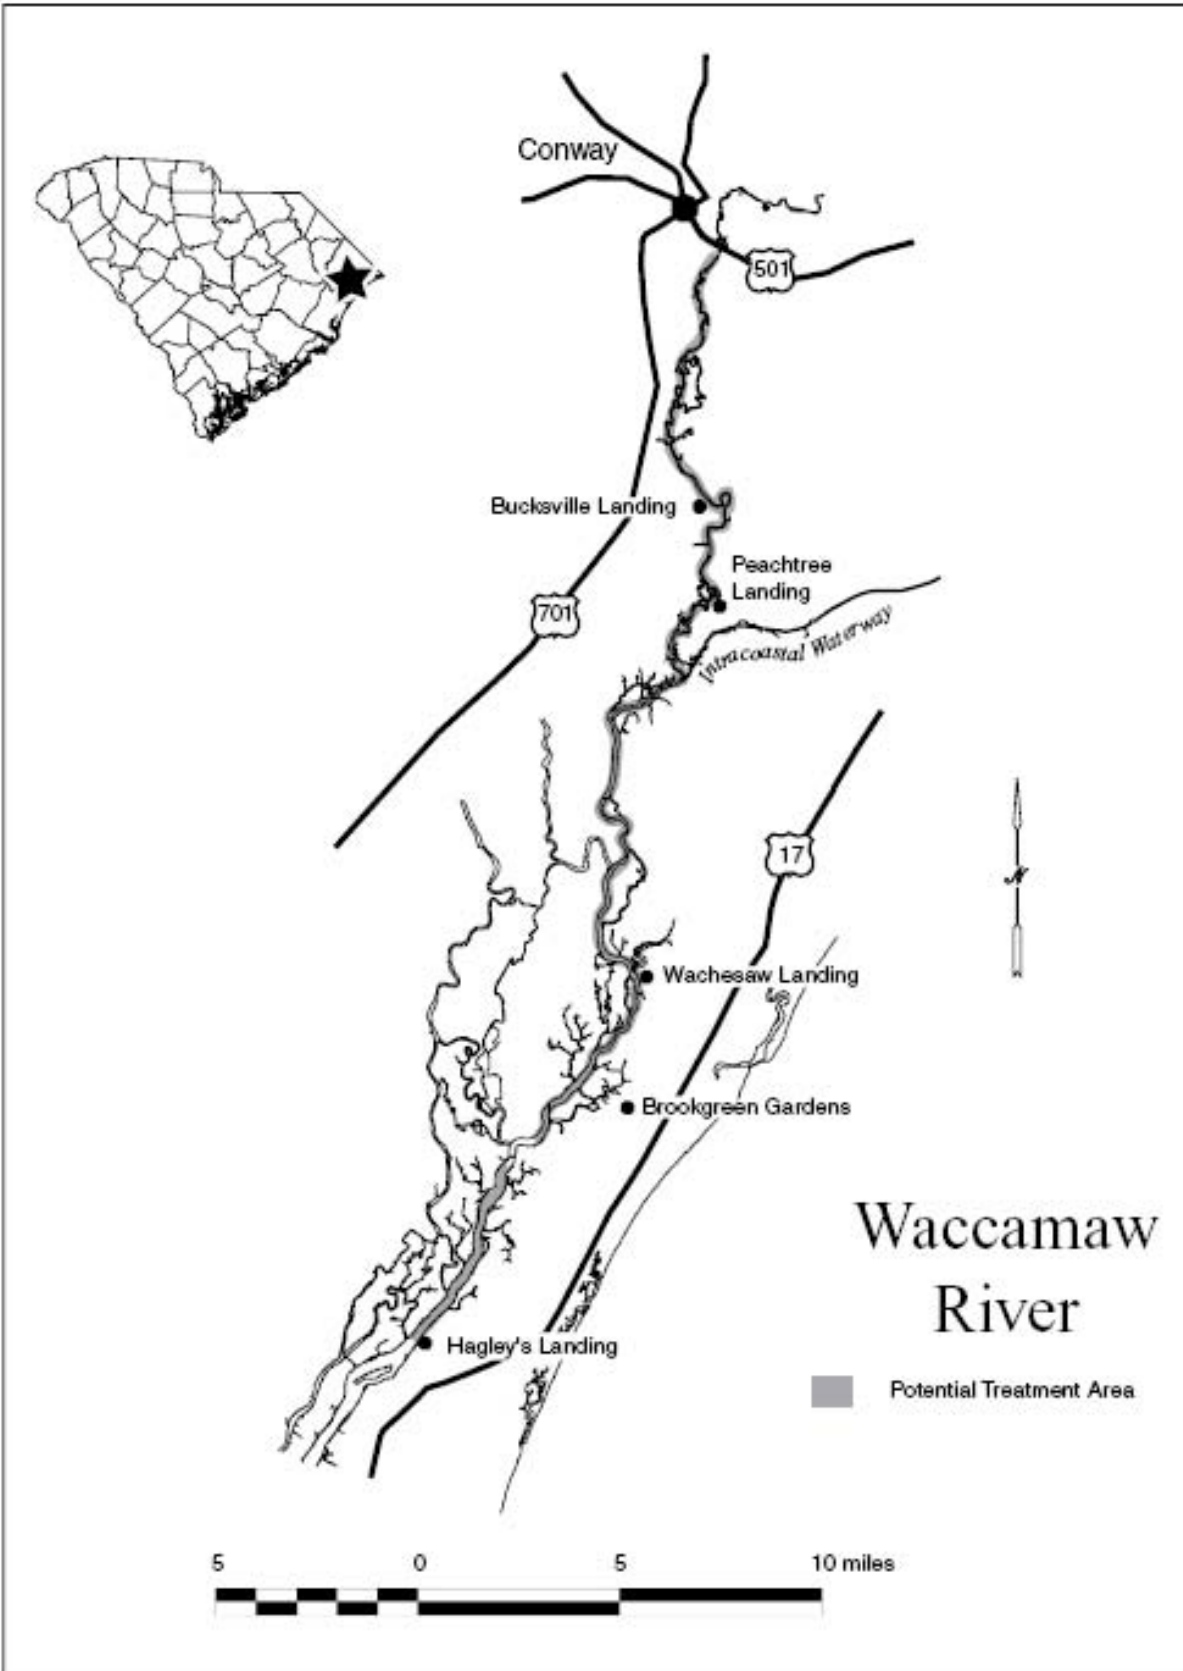 Conway
501
Bucksville Landing
Peachtree
Landing
701
Intracoastal Waterway
17
N
Wachesaw Landing
Brookgreen Gardens
Waccamaw
River
Hagley's Landing
Potential Treatment Area
5 0 5 10 miles